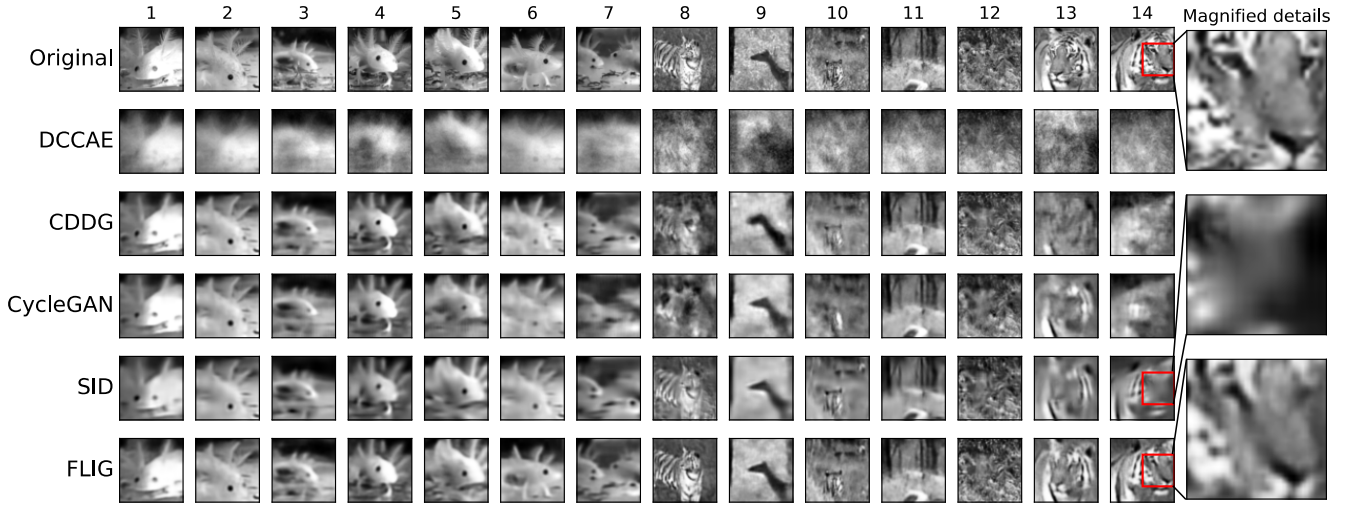 1 2 3 4 5 6 7 8 9 10 11 12 13 14 Magnified details
Original
DCCAE
CDDG
CycleGAN
SID
FLIG